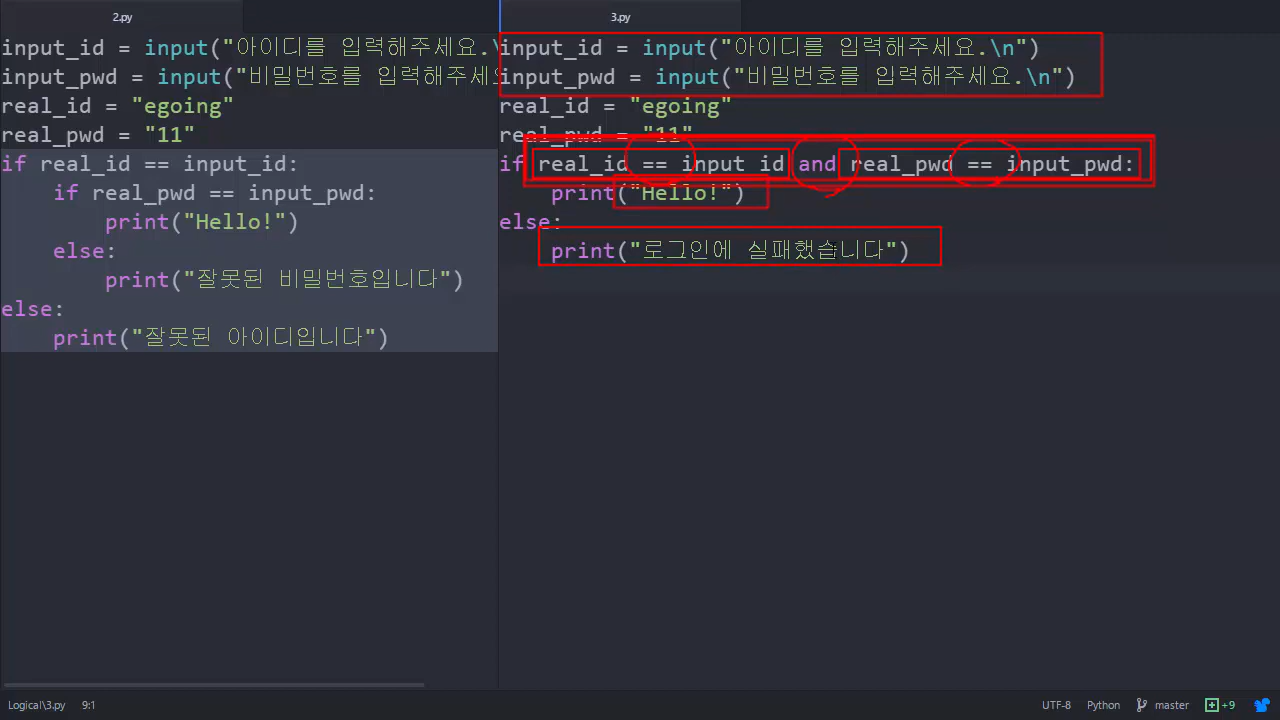 2.py
input_id = input("아이디를 입력해주세요.\
input_pwd = input("비밀번호를 입력해주세요
real_id = "egoing"
real_pwd = "11"
if real_id == input_id:
    if real_pwd == input_pwd:
        print("Hello!")
    else:
        print("잘못된 비밀번호입니다")
else:
    print("잘못된 아이디입니다")
3.py
input_id = input("아이디를 입력해주세요.\n")
input_pwd = input("비밀번호를 입력해주세요.\n")
real_id = "egoing"
real_pwd = "11"
if real_id == input_id and real_pwd == input_pwd:
    print("Hello!")
else:
    print("로그인에 실패했습니다")
Logical\3.py 9:1 UTF-8 Python master +9